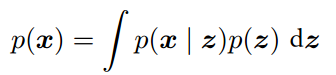 p(x) = ∫ p(x | z)p(z) dz